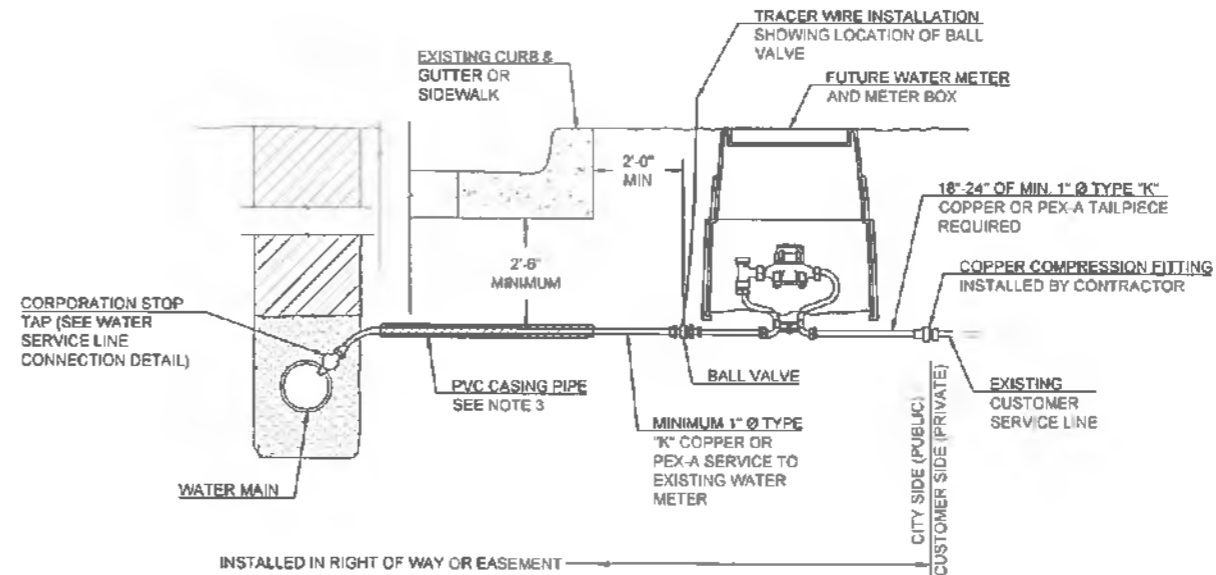 TRACER WIRE INSTALLATION
SHOWING LOCATION OF BALL
VALVE
EXISTING CURB &
GUTTER OR
SIDEWALK
FUTURE WATER METER
AND METER BOX
2'-0"
MIN
18"-24" OF MIN. 1" Ø TYPE "K"
COPPER OR PEX-A TAILPIECE
REQUIRED
2'-6"
MINIMUM
COPPER COMPRESSION FITTING
INSTALLED BY CONTRACTOR
CORPORATION STOP
TAP (SEE WATER
SERVICE LINE
CONNECTION DETAIL)
PVC CASING PIPE
SEE NOTE 3
BALL VALVE
EXISTING
CUSTOMER
SERVICE LINE
MINIMUM 1" Ø TYPE
"K" COPPER OR
PEX-A SERVICE TO
EXISTING WATER
METER
WATER MAIN
CITY SIDE (PUBLIC)
CUSTOMER SIDE (PRIVATE)
INSTALLED IN RIGHT OF WAY OR EASEMENT